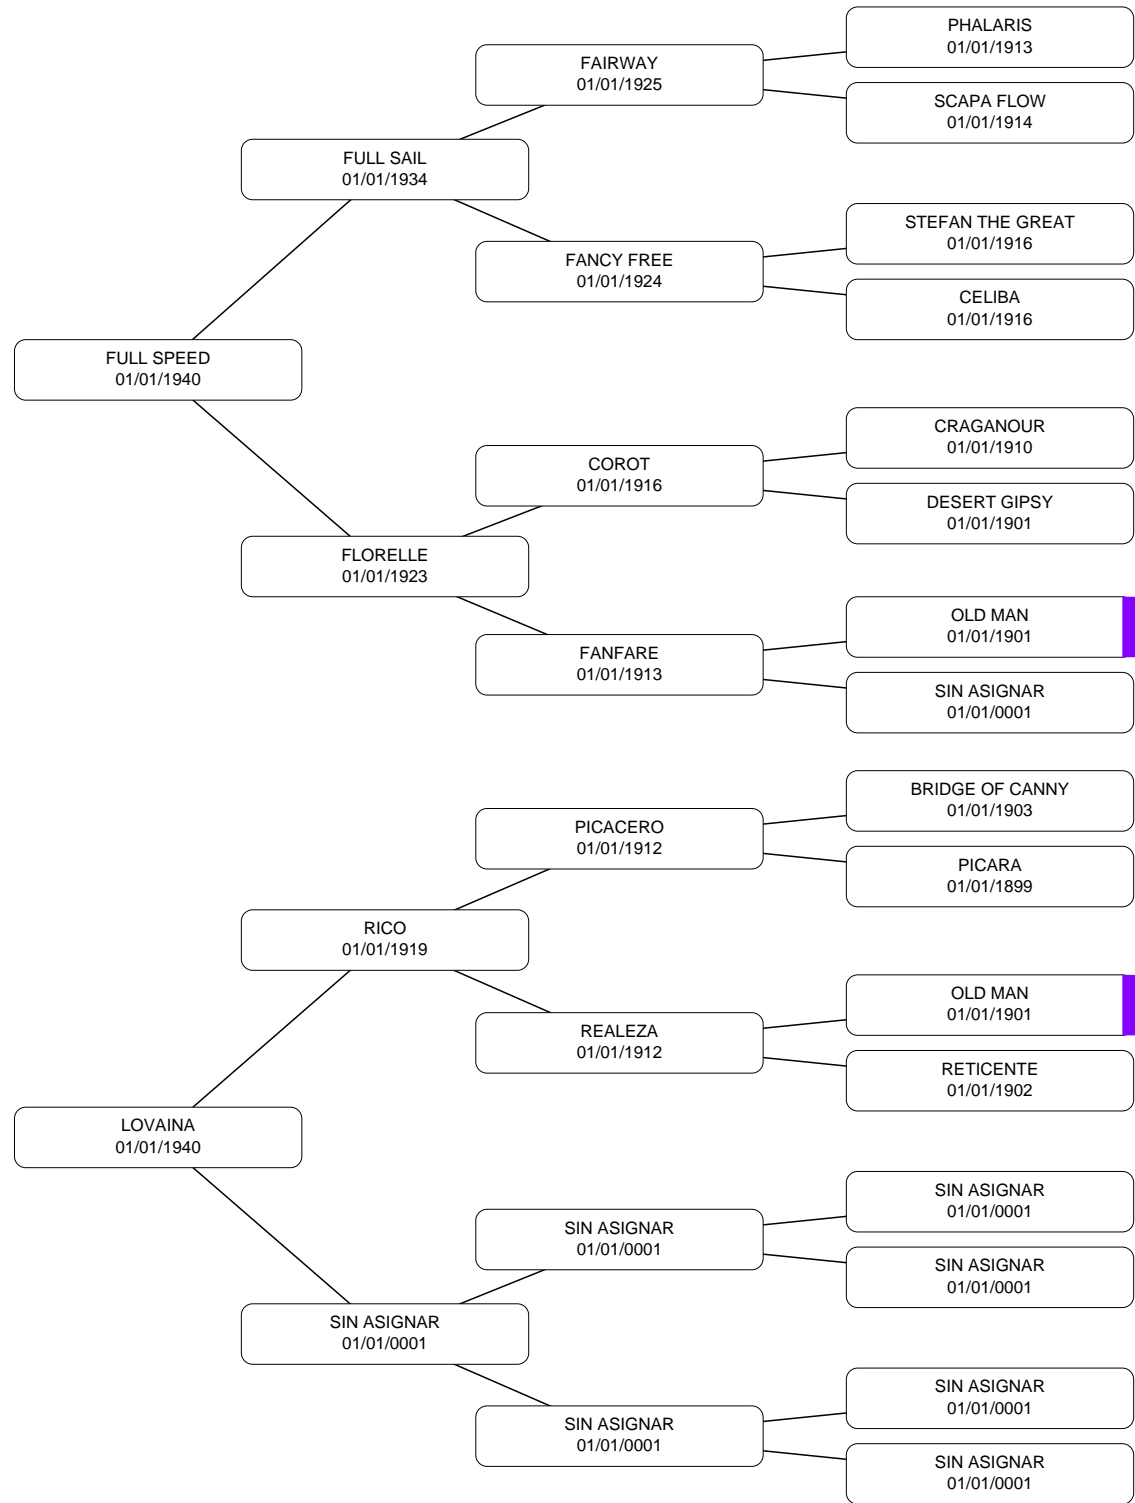 PHALARIS
01/01/1913
FAIRWAY
01/01/1925
SCAPA FLOW
01/01/1914
FULL SAIL
01/01/1934
STEFAN THE GREAT
01/01/1916
FANCY FREE
01/01/1924
CELIBA
01/01/1916
FULL SPEED
01/01/1940
CRAGANOUR
01/01/1910
COROT
01/01/1916
DESERT GIPSY
01/01/1901
FLORELLE
01/01/1923
OLD MAN
01/01/1901
FANFARE
01/01/1913
SIN ASIGNAR
01/01/0001
BRIDGE OF CANNY
01/01/1903
PICACERO
01/01/1912
PICARA
01/01/1899
RICO
01/01/1919
OLD MAN
01/01/1901
REALEZA
01/01/1912
RETICENTE
01/01/1902
LOVAINA
01/01/1940
SIN ASIGNAR
01/01/0001
SIN ASIGNAR
01/01/0001
SIN ASIGNAR
01/01/0001
SIN ASIGNAR
01/01/0001
SIN ASIGNAR
01/01/0001
SIN ASIGNAR
01/01/0001
SIN ASIGNAR
01/01/0001